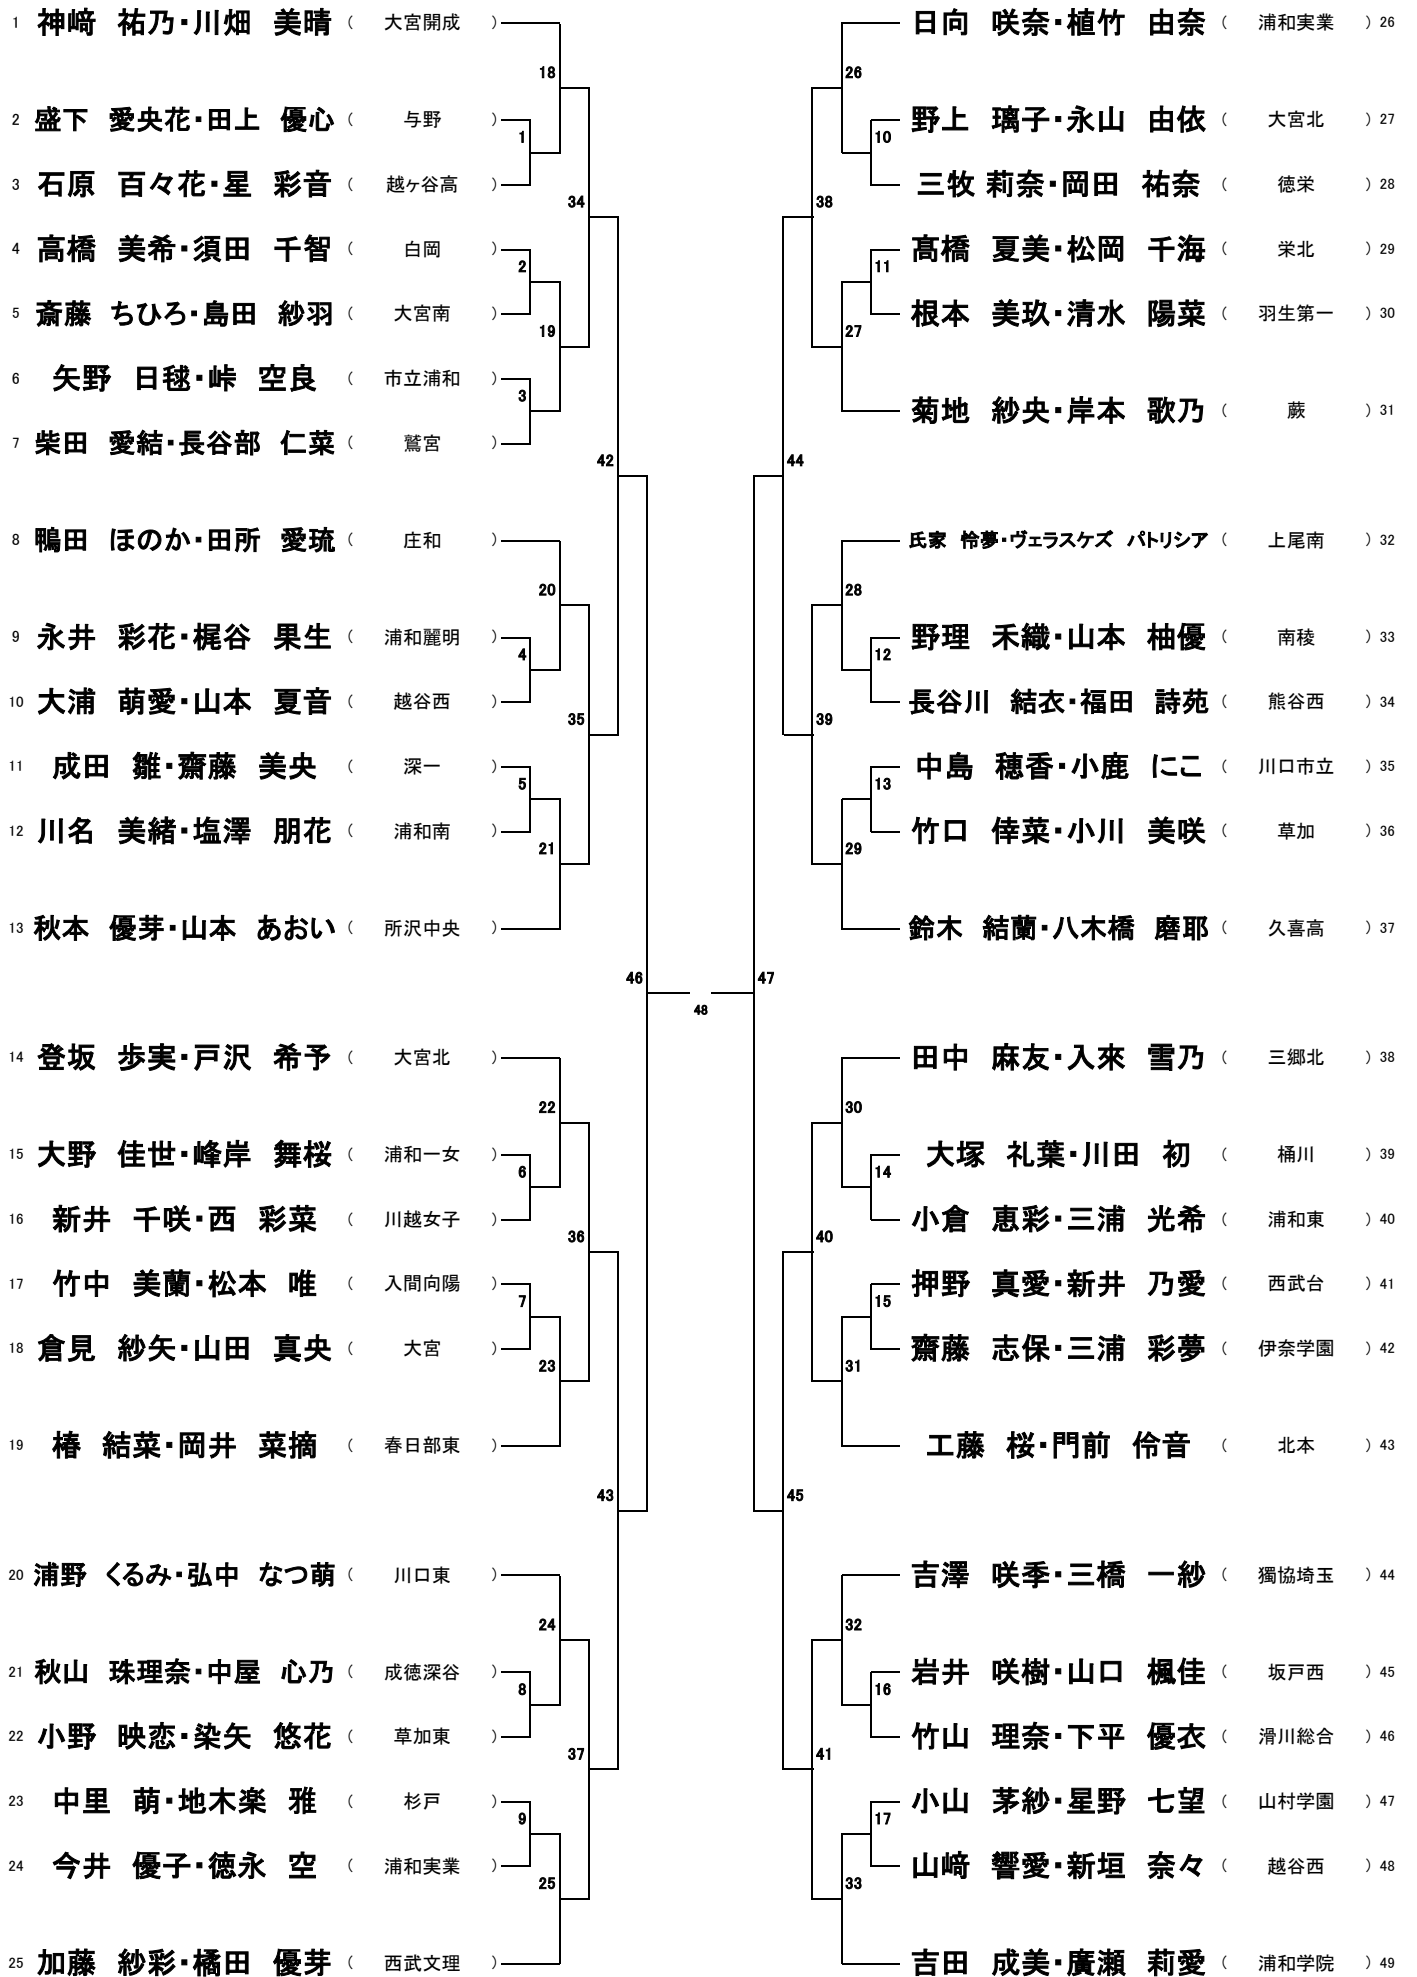 1 神﨑 祐乃・川畑 美晴 （ 大宮開成 ）
18
2 盛下 愛央花・田上 優心 （ 与野 ）
1
3 石原 百々花・星 彩音 （ 越ヶ谷高 ）
34
4 高橋 美希・須田 千智 （ 白岡 ）
2
5 斎藤 ちひろ・島田 紗羽 （ 大宮南 ）
19
6 矢野 日毬・峠 空良 （ 市立浦和 ）
3
7 柴田 愛結・長谷部 仁菜 （ 鷲宮 ）
42
8 鴨田 ほのか・田所 愛琉 （ 庄和 ）
20
9 永井 彩花・梶谷 果生 （ 浦和麗明 ）
4
10 大浦 萌愛・山本 夏音 （ 越谷西 ）
35
11 成田 雛・齋藤 美央 （ 深一 ）
5
12 川名 美緒・塩澤 朋花 （ 浦和南 ）
21
13 秋本 優芽・山本 あおい （ 所沢中央 ）
46
14 登坂 歩実・戸沢 希予 （ 大宮北 ）
22
15 大野 佳世・峰岸 舞桜 （ 浦和一女 ）
6
16 新井 千咲・西 彩菜 （ 川越女子 ）
36
17 竹中 美蘭・松本 唯 （ 入間向陽 ）
7
18 倉見 紗矢・山田 真央 （ 大宮 ）
23
19 椿 結菜・岡井 菜摘 （ 春日部東 ）
43
20 浦野 くるみ・弘中 なつ萌 （ 川口東 ）
24
21 秋山 珠理奈・中屋 心乃 （ 成徳深谷 ）
8
22 小野 映恋・染矢 悠花 （ 草加東 ）
37
23 中里 萌・地木楽 雅 （ 杉戸 ）
9
24 今井 優子・徳永 空 （ 浦和実業 ）
25
25 加藤 紗彩・橘田 優芽 （ 西武文理 ）
48
日向 咲奈・植竹 由奈 （ 浦和実業 ） 26
26
野上 璃子・永山 由依 （ 大宮北 ） 27
10
三牧 莉奈・岡田 祐奈 （ 徳栄 ） 28
38
髙橋 夏美・松岡 千海 （ 栄北 ） 29
11
根本 美玖・清水 陽菜 （ 羽生第一 ） 30
27
菊地 紗央・岸本 歌乃 （ 蕨 ） 31
44
氏家 怜夢・ヴェラスケズ パトリシア （ 上尾南 ） 32
28
野理 禾織・山本 柚優 （ 南稜 ） 33
12
長谷川 結衣・福田 詩苑 （ 熊谷西 ） 34
39
中島 穂香・小鹿 にこ （ 川口市立 ） 35
13
竹口 倖菜・小川 美咲 （ 草加 ） 36
29
鈴木 結蘭・八木橋 磨耶 （ 久喜高 ） 37
47
田中 麻友・入來 雪乃 （ 三郷北 ） 38
30
大塚 礼葉・川田 初 （ 桶川 ） 39
14
小倉 恵彩・三浦 光希 （ 浦和東 ） 40
40
押野 真愛・新井 乃愛 （ 西武台 ） 41
15
齋藤 志保・三浦 彩夢 （ 伊奈学園 ） 42
31
工藤 桜・門前 伶音 （ 北本 ） 43
45
吉澤 咲季・三橋 一紗 （ 獨協埼玉 ） 44
32
岩井 咲樹・山口 楓佳 （ 坂戸西 ） 45
16
竹山 理奈・下平 優衣 （ 滑川総合 ） 46
41
小山 茅紗・星野 七望 （ 山村学園 ） 47
17
山﨑 響愛・新垣 奈々 （ 越谷西 ） 48
33
吉田 成美・廣瀬 莉愛 （ 浦和学院 ） 49